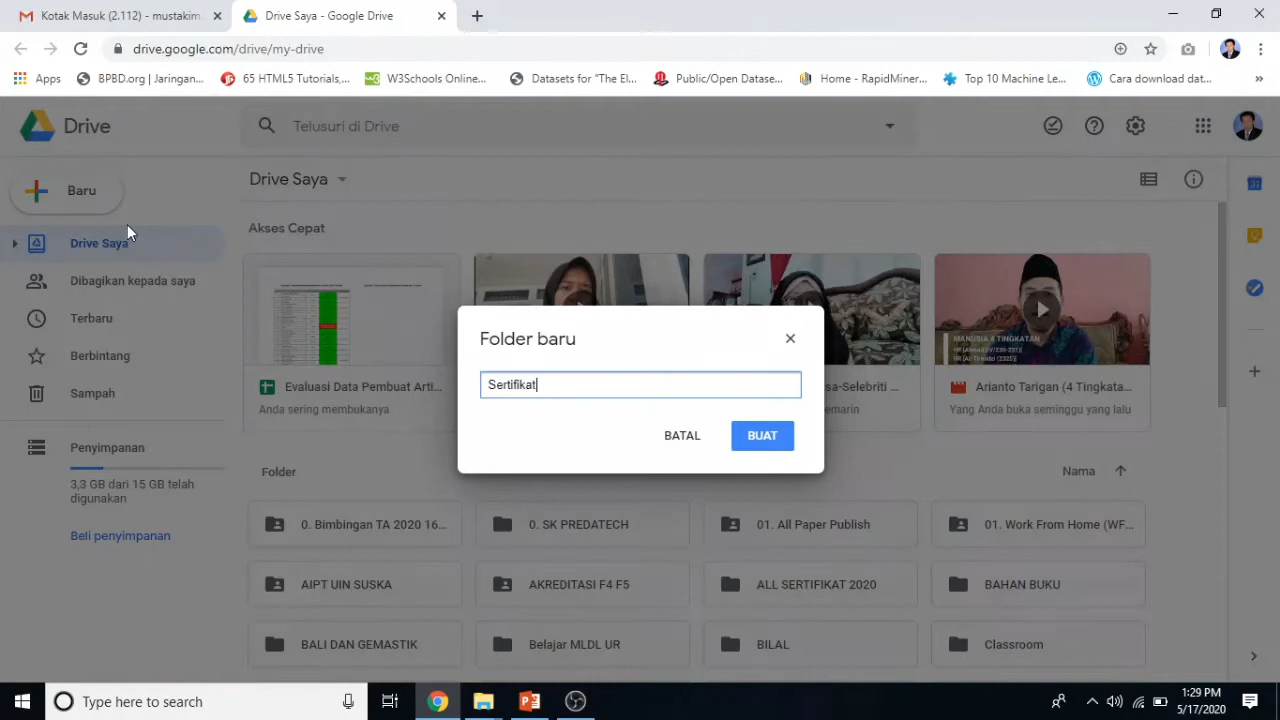 Kotak Masuk (2.112) - mustakim.
Drive Saya - Google Drive
drive.google.com/drive/my-drive
Apps
BPBD.org | Jaringan...
65 HTML5 Tutorials,...
W3Schools Online...
Datasets for "The El...
Public/Open Datase...
Home - RapidMiner...
Top 10 Machine Le...
Cara download dat...
Drive
Telusuri di Drive
Baru
Drive Saya
Drive Saya
Akses Cepat
Dibagikan kepada saya
Terbaru
Berbintang
Sampah
Penyimpanan
3,3 GB dari 15 GB telah
digunakan
Beli penyimpanan
MANUSIA 4 TINGKATAN
Evaluasi Data Pembuat Arti...
Anda sering membukanya
sa-Selebriti
emarin
Arianto Tarigan (4 Tingkata...
Yang Anda buka seminggu yang lalu
Folder baru
Sertifikat
BATAL
BUAT
Folder
Nama
0. Bimbingan TA 2020 16...
0. SK PREDATECH
01. All Paper Publish
01. Work From Home (WF...
AIPT UIN SUSKA
AKREDITASI F4 F5
ALL SERTIFIKAT 2020
BAHAN BUKU
BALI DAN GEMASTIK
Belajar MLDL UR
BILAL
Classroom
Type here to search
1:29 PM
5/17/2020